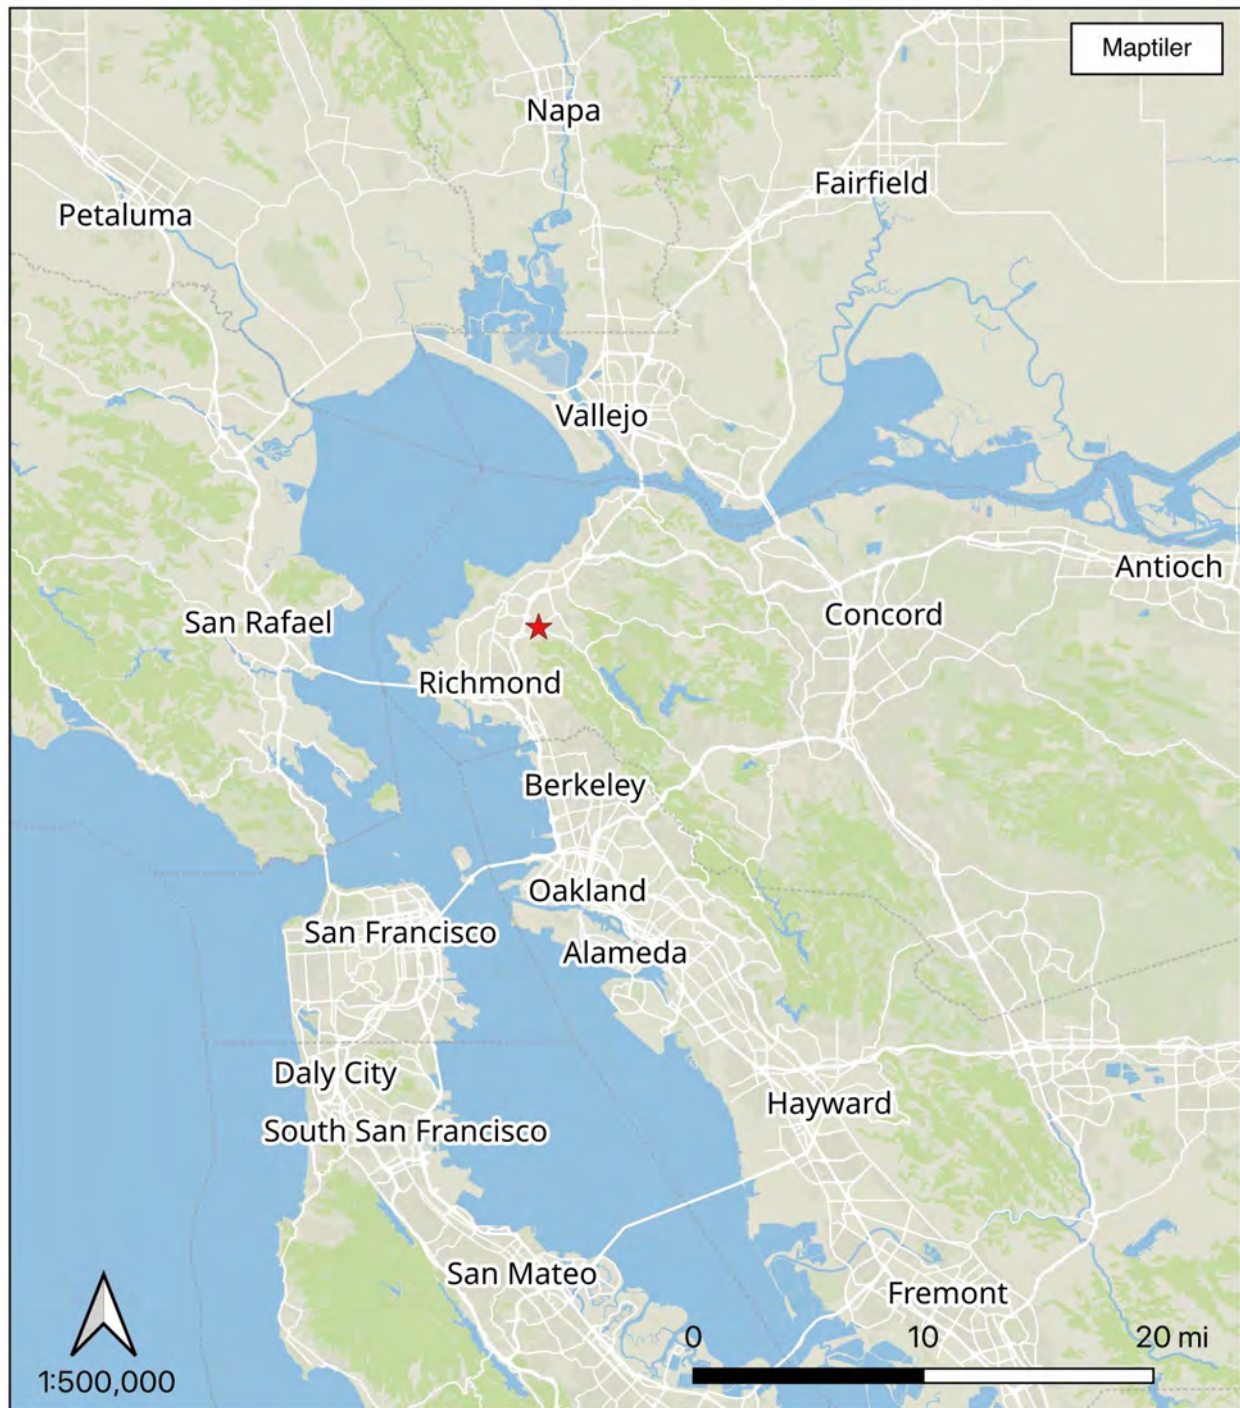 Maptiler
Napa
Fairfield
Petaluma
Vallejo
Antioch
Concord
San Rafael
Richmond
Berkeley
Oakland
San Francisco
Alameda
Daly City
Hayward
South San Francisco
San Mateo
Fremont
0 10 20 mi
1:500,000